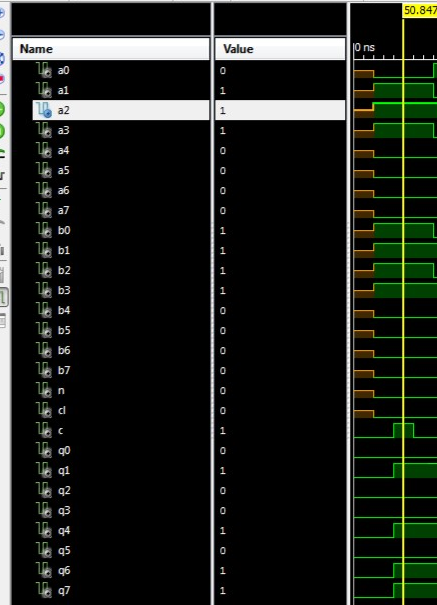 50.847
Name Value
0 ns
a0 0
a1 1
a2 1
a3 1
a4 0
a5 0
a6 0
a7 0
b0 1
b1 1
b2 1
b3 1
b4 0
b5 0
b6 0
b7 0
n 0
cl 0
c 1
q0 0
q1 1
q2 0
q3 0
q4 1
q5 0
q6 1
q7 1